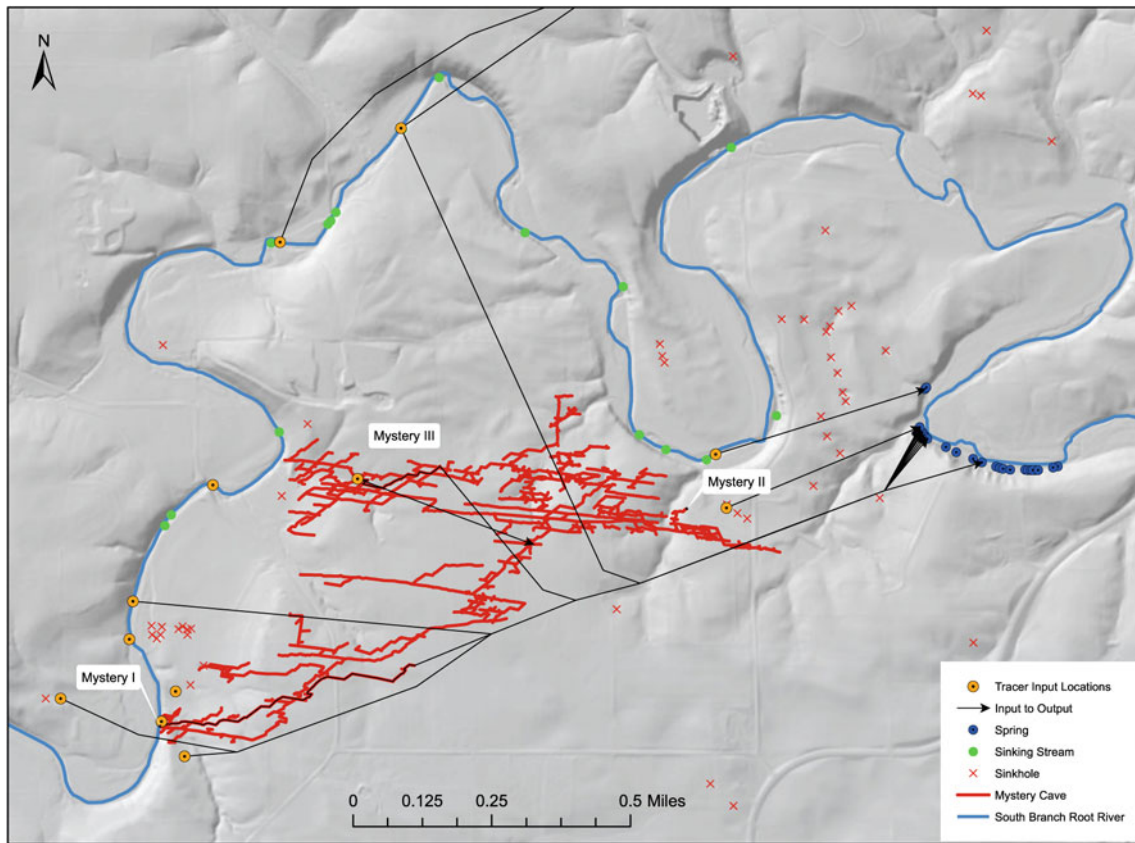 N
Mystery III
Mystery II
Mystery I
0 0.125 0.25 0.5 Miles
Tracer Input Locations
Input to Output
Spring
Sinking Stream
Sinkhole
Mystery Cave
South Branch Root River